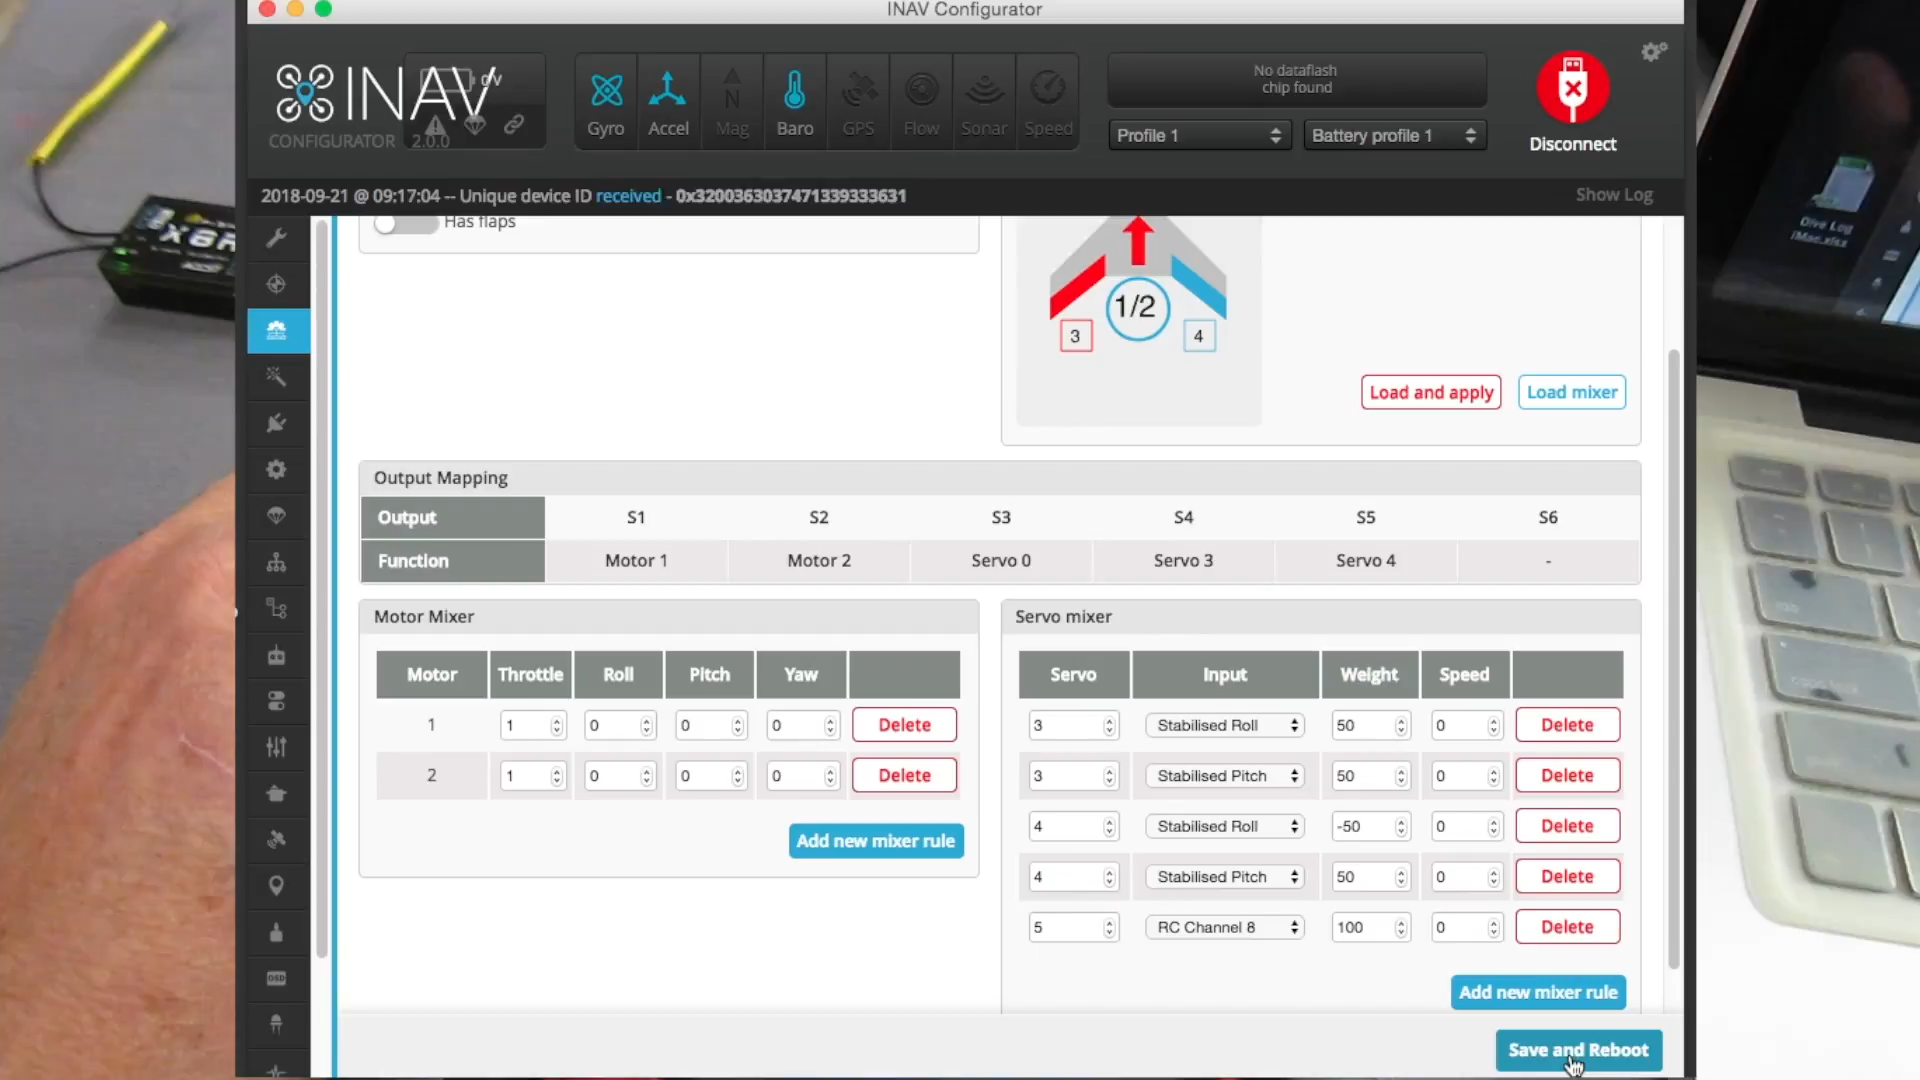 INAV Configurator
INAV
CONFIGURATOR 2.0.0
0V
Gyro
Accel
Mag
Baro
GPS
Flow
Sonar
Speed
No dataflash
chip found
Profile 1
Battery profile 1
Disconnect
2018-09-21 @ 09:17:04 -- Unique device ID received - 0x3200363037471339333631
Show Log
Has flaps
1/2
3
4
Load and apply
Load mixer
Output Mapping
Output S1 S2 S3 S4 S5 S6
Function Motor 1 Motor 2 Servo 0 Servo 3 Servo 4 -
Motor Mixer
Motor Throttle Roll Pitch Yaw
1 1 0 0 0 Delete
2 1 0 0 0 Delete
Add new mixer rule
Servo mixer
Servo Input Weight Speed
3 Stabilised Roll 50 0 Delete
3 Stabilised Pitch 50 0 Delete
4 Stabilised Roll -50 0 Delete
4 Stabilised Pitch 50 0 Delete
5 RC Channel 8 100 0 Delete
Add new mixer rule
Save and Reboot
OSD
Dive Log